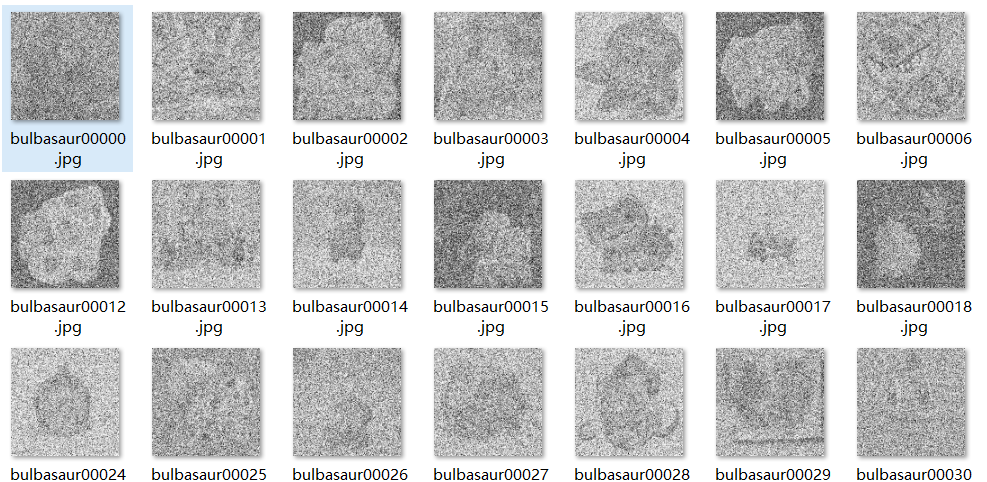 bulbasaur00000
.jpg
bulbasaur00001
.jpg
bulbasaur00002
.jpg
bulbasaur00003
.jpg
bulbasaur00004
.jpg
bulbasaur00005
.jpg
bulbasaur00006
.jpg
bulbasaur00012
.jpg
bulbasaur00013
.jpg
bulbasaur00014
.jpg
bulbasaur00015
.jpg
bulbasaur00016
.jpg
bulbasaur00017
.jpg
bulbasaur00018
.jpg
bulbasaur00024
bulbasaur00025
bulbasaur00026
bulbasaur00027
bulbasaur00028
bulbasaur00029
bulbasaur00030